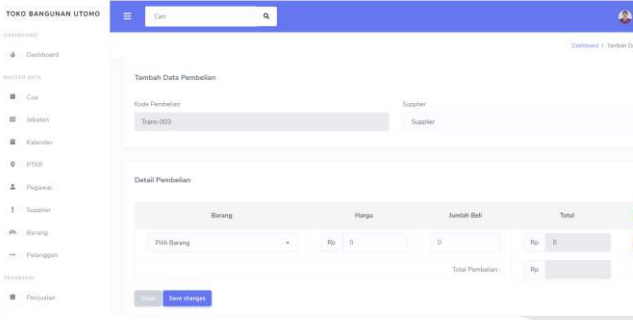 TOKO BANGUNAN UTOMO
Cari
DASHBOARD
Dashboard
MASTER DATA
Coa
Jabatan
Kalender
PTKP
Pegawai
Supplier
Barang
Pelanggan
TRANSAKSI
Penjualan
Dashboard / Tambah Da
Tambah Data Pembelian
Kode Pembelian
Supplier
Trans-003
Supplier
Detail Pembelian
Barang Harga Jumlah Beli Total
Pilih Barang Rp 0 0 Rp 0
Total Pembelian : Rp
Save changes